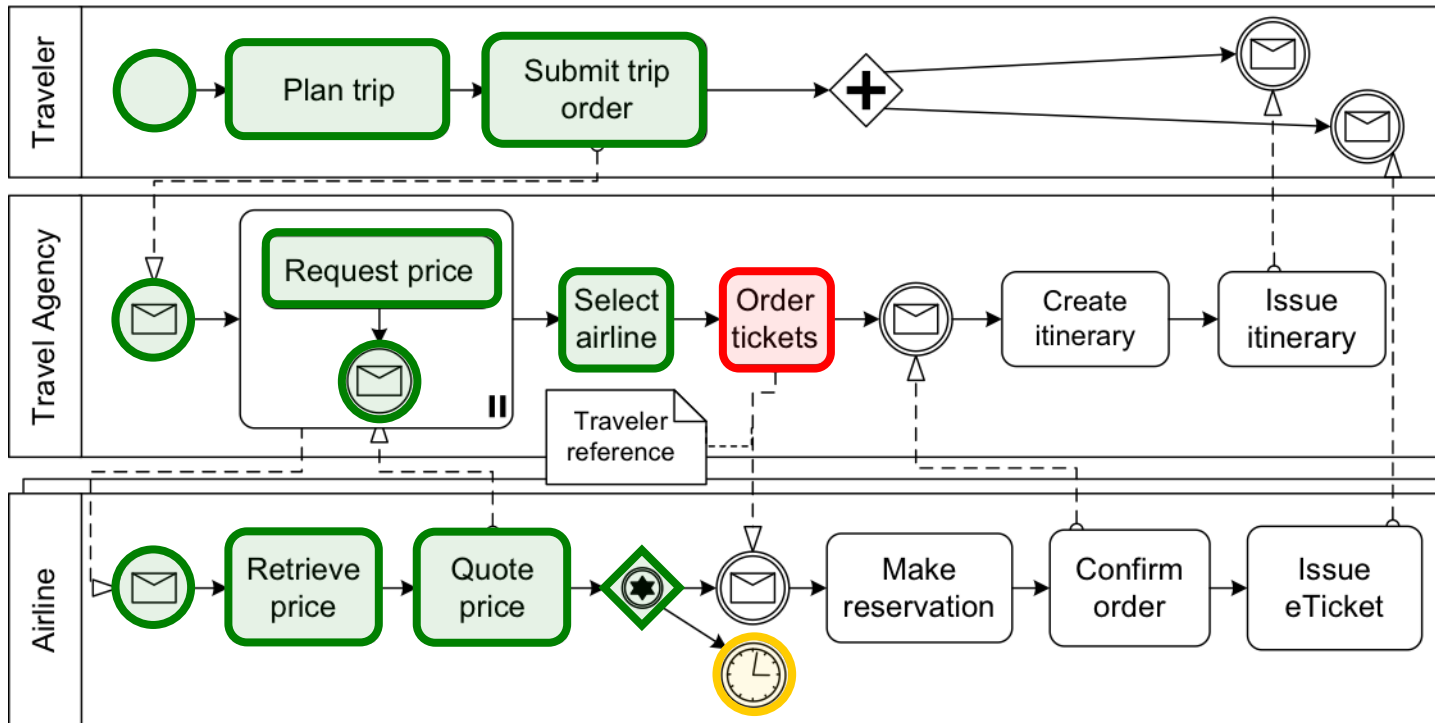 Traveler
Plan trip
Submit trip
order
Travel Agency
Request price
Select
airline
Order
tickets
Create
itinerary
Issue
itinerary
Traveler
reference
Airline
Retrieve
price
Quote
price
Make
reservation
Confirm
order
Issue
eTicket